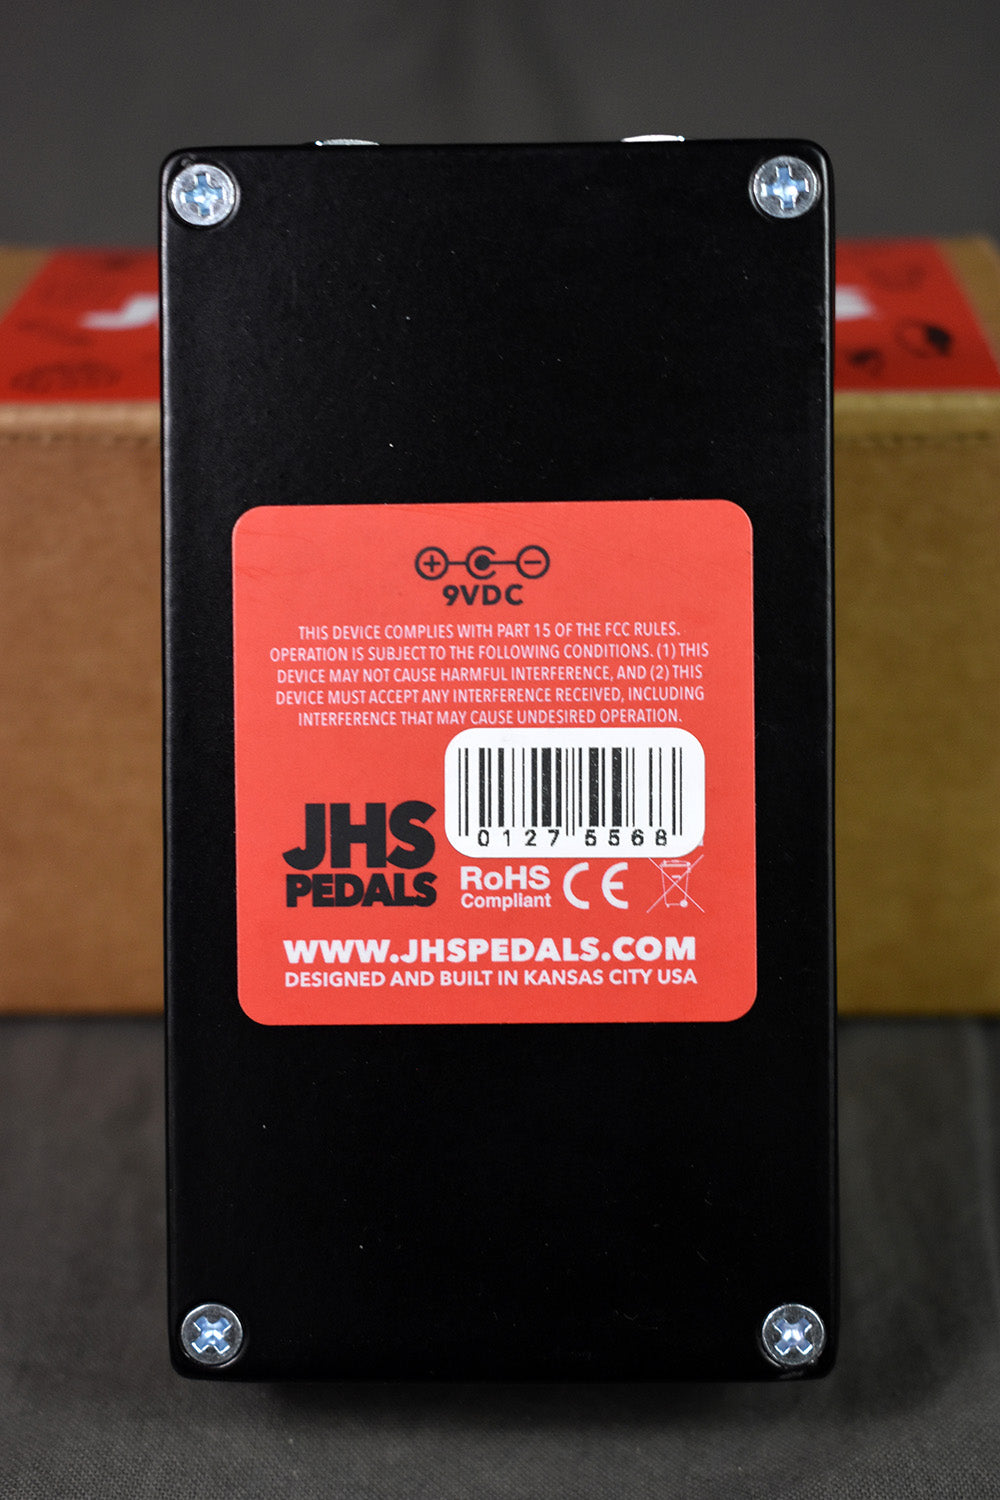 9VDC
THIS DEVICE COMPLIES WITH PART 15 OF THE FCC RULES.
OPERATION IS SUBJECT TO THE FOLLOWING CONDITIONS. (1) THIS
DEVICE MAY NOT CAUSE HARMFUL INTERFERENCE, AND (2) THIS
DEVICE MUST ACCEPT ANY INTERFERENCE RECEIVED, INCLUDING
INTERFERENCE THAT MAY CAUSE UNDESIRED OPERATION.
0127 5568
JHS
PEDALS
RoHS
Compliant
CE
WWW.JHSPEDALS.COM
DESIGNED AND BUILT IN KANSAS CITY USA